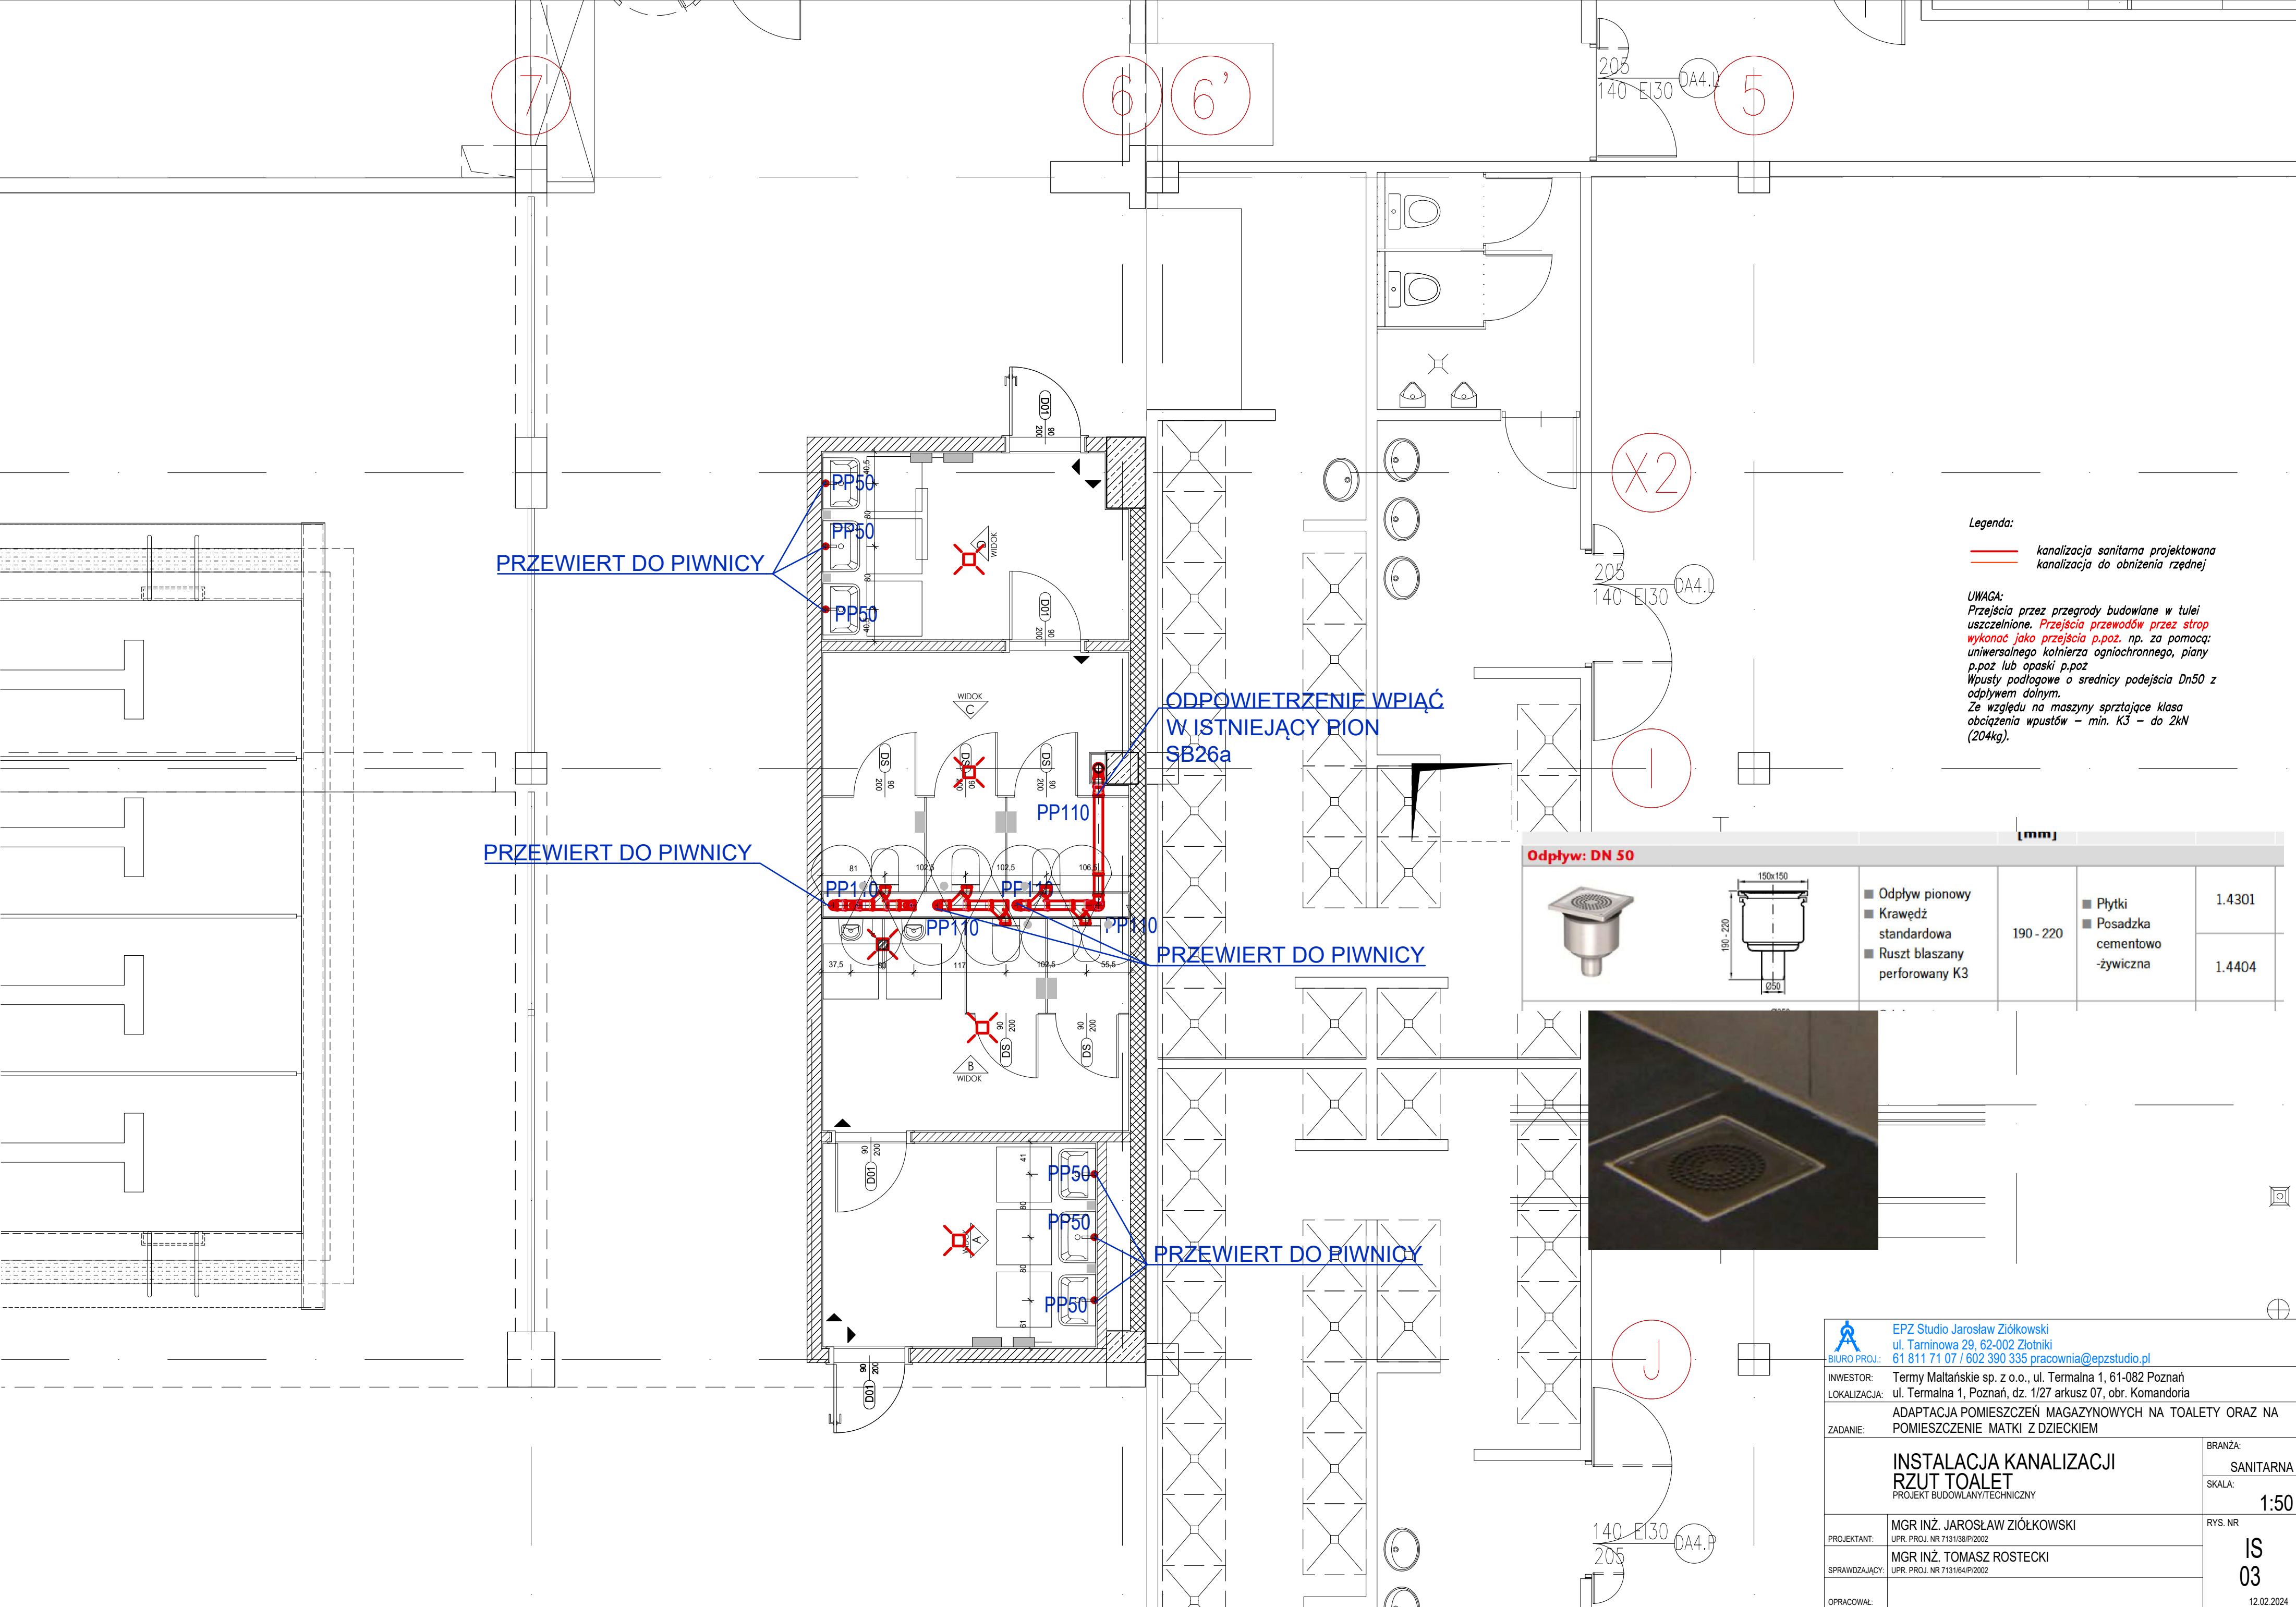 7
6
6'
5
205
140 EI30
DA4.L
X2
205
140 EI30
DA4.L
I
J
140 EI30
205
DA4.P
D01
200
90
PP50
PP50
PP50
40,5
60
60
WIDOK
PRZEWIERT DO PIWNICY
D01
200
90
WIDOK
C
ODPOWIETRZENIE WPIĄĆ
W ISTNIEJĄCY PION
SB26a
DS
200
90
DS
200
90
DS
200
90
PP110
PRZEWIERT DO PIWNICY
81
102,5
102,5
106,5
PP110
PP110
PP110
PP110
PRZEWIERT DO PIWNICY
37,5
80
117
102,5
55,5
90
200
DS
90
200
DS
B
WIDOK
90
200
D01
41
80
80
61
PP50
PP50
PP50
WIDOK
A
PRZEWIERT DO PIWNICY
90
200
D01
Legenda:
kanalizacja sanitarna projektowana
kanalizacja do obniżenia rzędnej
UWAGA:
Przejścia przez przegrody budowlane w tulei
uszczelnione. Przejścia przewodów przez strop
wykonać jako przejścia p.poż. np. za pomocą:
uniwersalnego kołnierza ogniochronnego, piany
p.poż lub opaski p.poż
Wpusty podłogowe o srednicy podejścia Dn50 z
odpływem dolnym.
Ze względu na maszyny sprztające klasa
obciążenia wpustów – min. K3 – do 2kN
(204kg).
[mm]
Odpływ: DN 50
150x150
190 - 220
Ø50
Odpływ pionowy
Krawędź
standardowa
Ruszt blaszany
perforowany K3
190 - 220
Płytki
Posadzka
cementowo
-żywiczna
1.4301
1.4404
BIURO PROJ.:
EPZ Studio Jarosław Ziółkowski
ul. Tarninowa 29, 62-002 Złotniki
61 811 71 07 / 602 390 335 pracownia@epzstudio.pl
INWESTOR: Termy Maltańskie sp. z o.o., ul. Termalna 1, 61-082 Poznań
LOKALIZACJA: ul. Termalna 1, Poznań, dz. 1/27 arkusz 07, obr. Komandoria
ZADANIE: ADAPTACJA POMIESZCZEŃ MAGAZYNOWYCH NA TOALETY ORAZ NA
POMIESZCZENIE MATKI Z DZIECKIEM
INSTALACJA KANALIZACJI
RZUT TOALET
PROJEKT BUDOWLANY/TECHNICZNY
BRANŻA:
SANITARNA
SKALA:
1:50
PROJEKTANT: MGR INŻ. JAROSŁAW ZIÓŁKOWSKI
UPR. PROJ. NR 7131/38/P/2002
SPRAWDZAJĄCY: MGR INŻ. TOMASZ ROSTECKI
UPR. PROJ. NR 7131/64/P/2002
OPRACOWAŁ:
RYS. NR
IS
03
12.02.2024